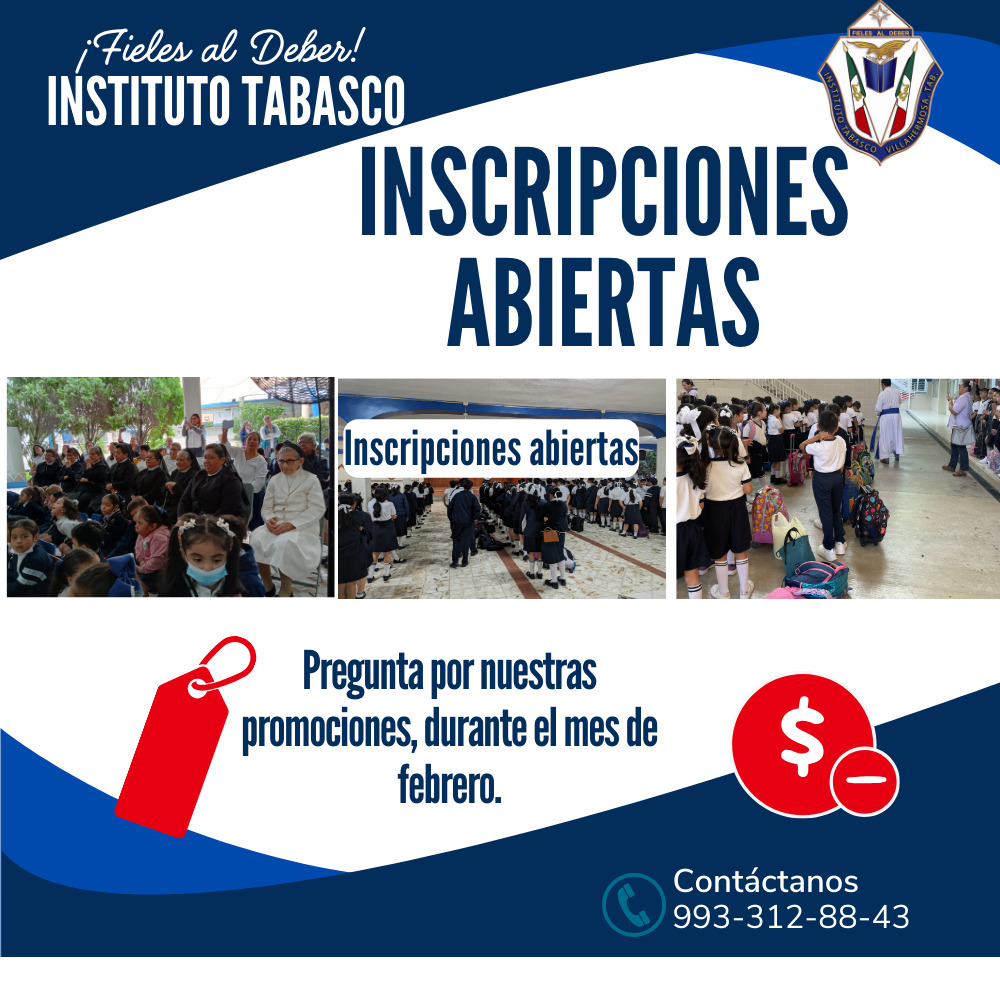 ¡Fieles al Deber!
INSTITUTO TABASCO
FIELES AL DEBER
INSTITUTO TABASCO VILLAHERMOSA, TAB.
INSCRIPCIONES
ABIERTAS
Inscripciones abiertas
Pregunta por nuestras
promociones, durante el mes de
febrero.
$
Contáctanos
993-312-88-43